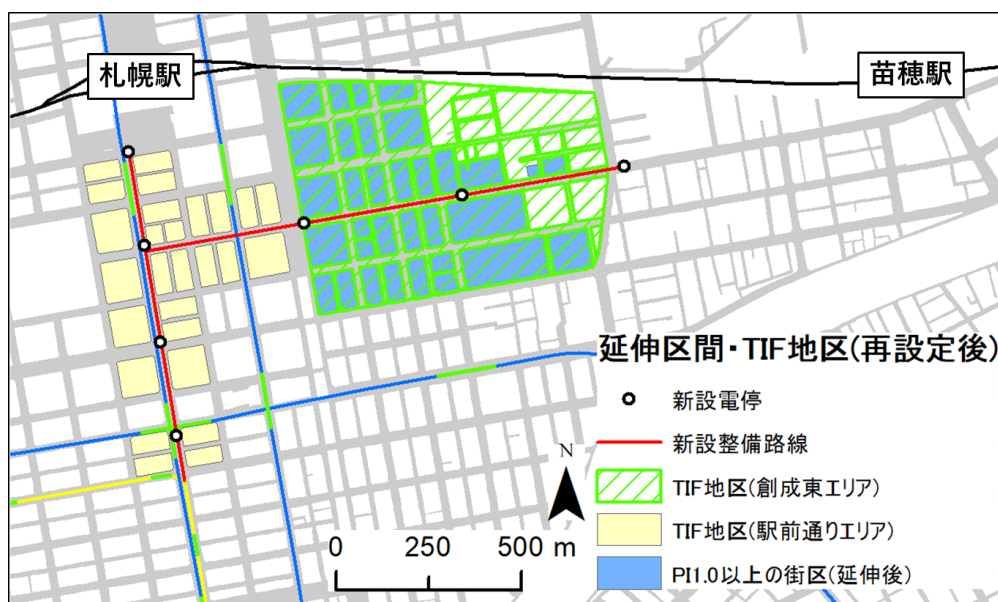 札幌駅
苗穂駅
延伸区間・TIF地区(再設定後)
新設電停
新設整備路線
TIF地区(創成東エリア)
TIF地区(駅前通りエリア)
PI1.0以上の街区(延伸後)
N
0 250 500 m